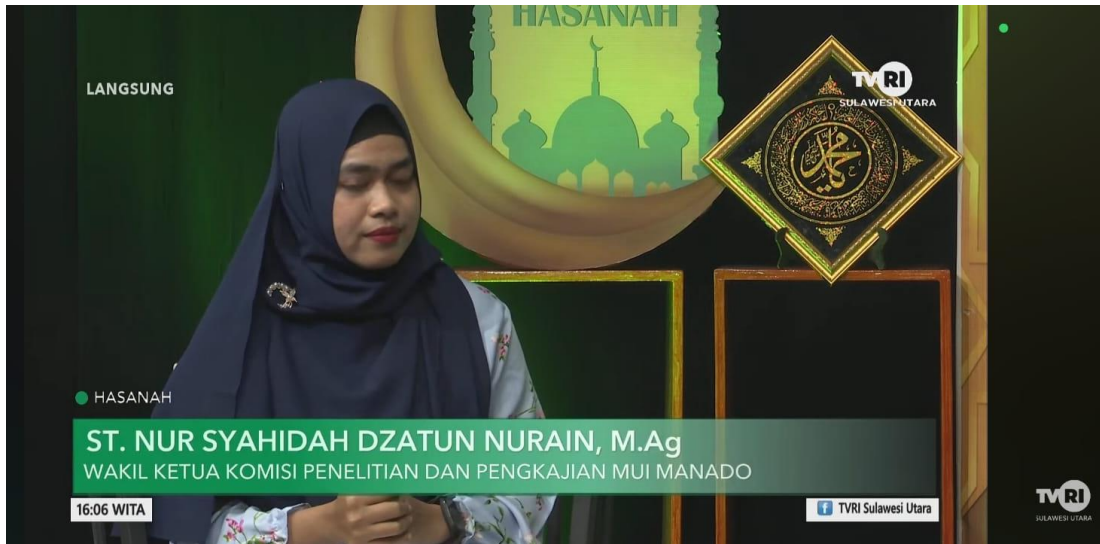 HASANAH
LANGSUNG
TVRI
SULAWESI UTARA
محمد
HASANAH
ST. NUR SYAHIDAH DZATUN NURAIN, M.Ag
WAKIL KETUA KOMISI PENELITIAN DAN PENGKAJIAN MUI MANADO
16:06 WITA
TVRI Sulawesi Utara
TVRI
SULAWESI UTARA